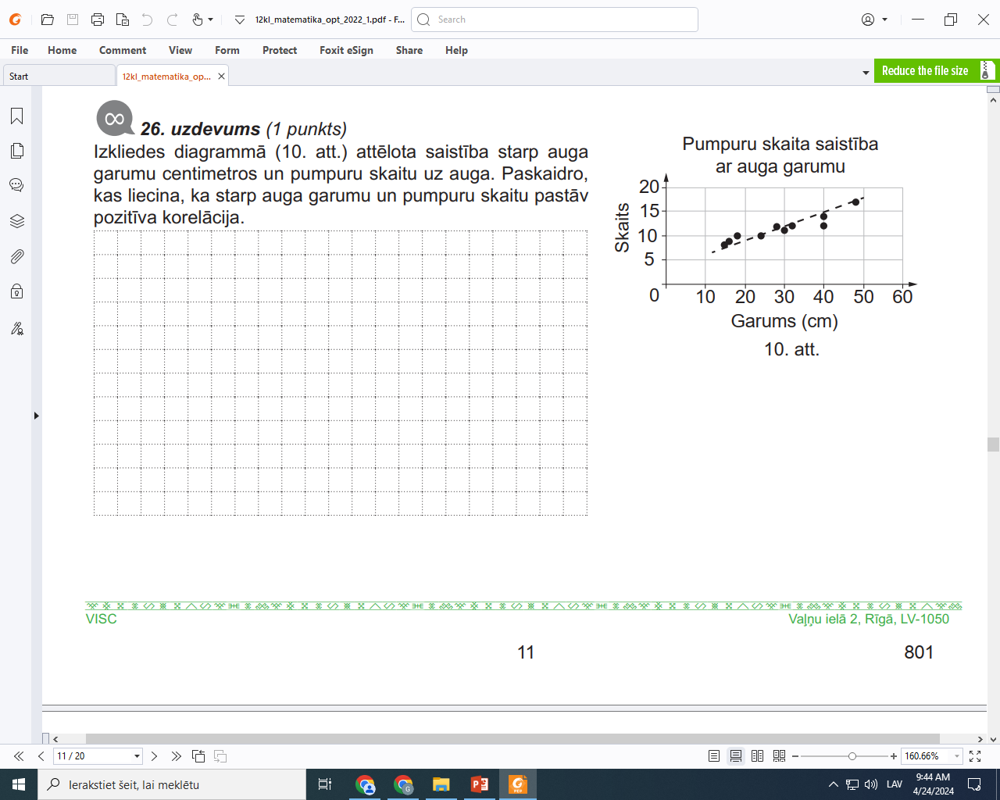 12kl_matematika_opt_2022_1.pdf - F...
Search
File Home Comment View Form Protect Foxit eSign Share Help
Start
12kl_matematika_op...
Reduce the file size
26. uzdevums (1 punkts)
Izkliedes diagrammā (10. att.) attēlota saistība starp auga
garumu centimetros un pumpuru skaitu uz auga. Paskaidro,
kas liecina, ka starp auga garumu un pumpuru skaitu pastāv
pozitīva korelācija.
Pumpuru skaita saistība
ar auga garumu
Skaits
20
15
10
5
0 10 20 30 40 50 60
Garums (cm)
10. att.
VISC
Vaļņu ielā 2, Rīgā, LV-1050
11
801
11 / 20
160.66%
Ierakstiet šeit, lai meklētu
LAV
9:44 AM
4/24/2024